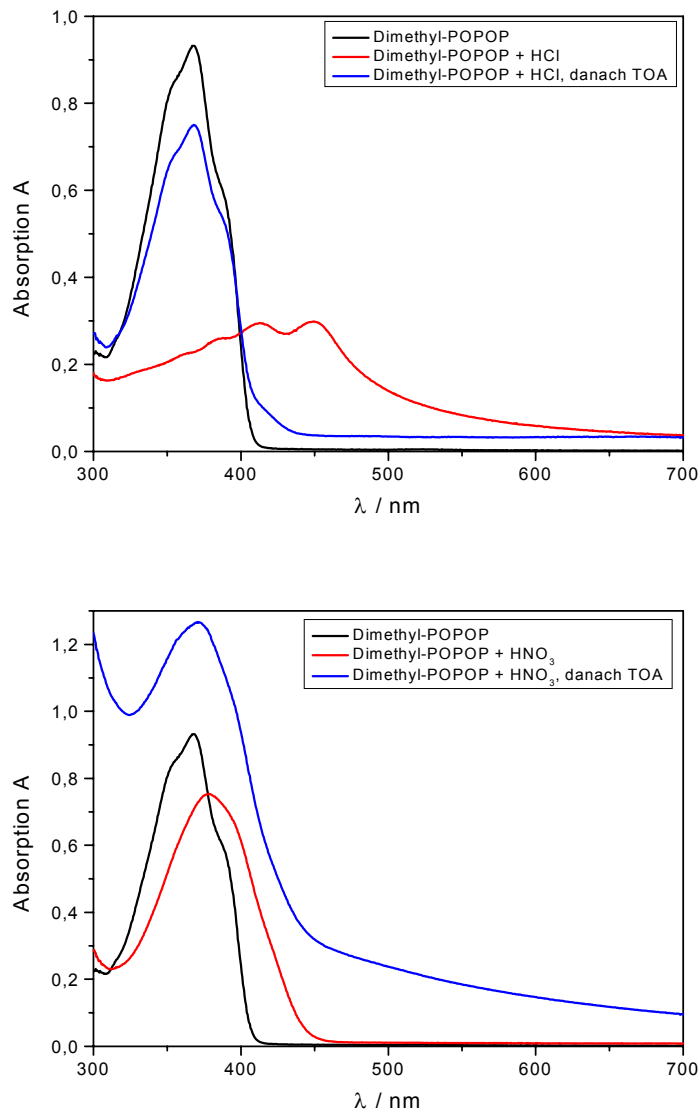 Dimethyl-POPOP
Dimethyl-POPOP + HCl
Dimethyl-POPOP + HCl, danach TOA
1,0
0,8
0,6
0,4
0,2
0,0
Absorption A
300 400 500 600 700
λ / nm
Dimethyl-POPOP
Dimethyl-POPOP + HNO₃
Dimethyl-POPOP + HNO₃, danach TOA
1,2
1,0
0,8
0,6
0,4
0,2
0,0
Absorption A
300 400 500 600 700
λ / nm